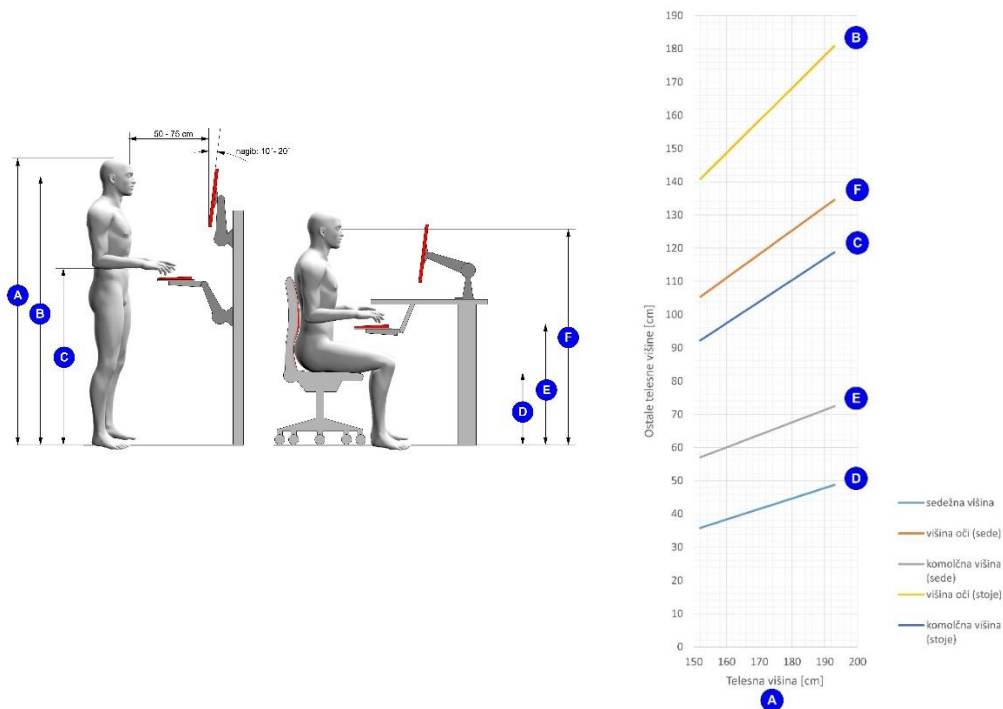 50 - 75 cm
nagib: 10°- 20°
A
B
C
D
E
F
190
180
170
160
150
140
130
120
110
100
90
80
70
60
50
40
30
20
10
0
Ostale telesne višine [cm]
B
F
C
E
D
150 160 170 180 190 200
Telesna višina [cm]
A
sedežna višina
višina oči (sede)
komolčna višina
(sede)
višina oči (stoje)
komolčna višina
(stoje)